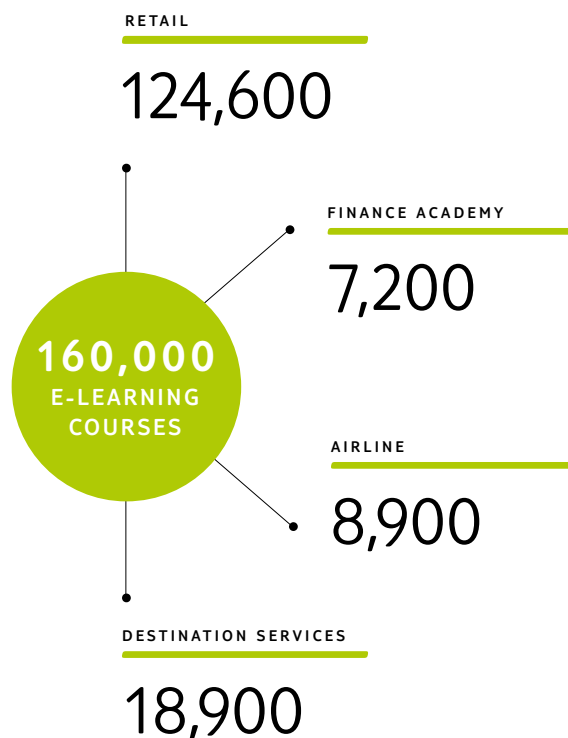 RETAIL
124,600
FINANCE ACADEMY
7,200
160,000
E-LEARNING
COURSES
AIRLINE
8,900
DESTINATION SERVICES
18,900